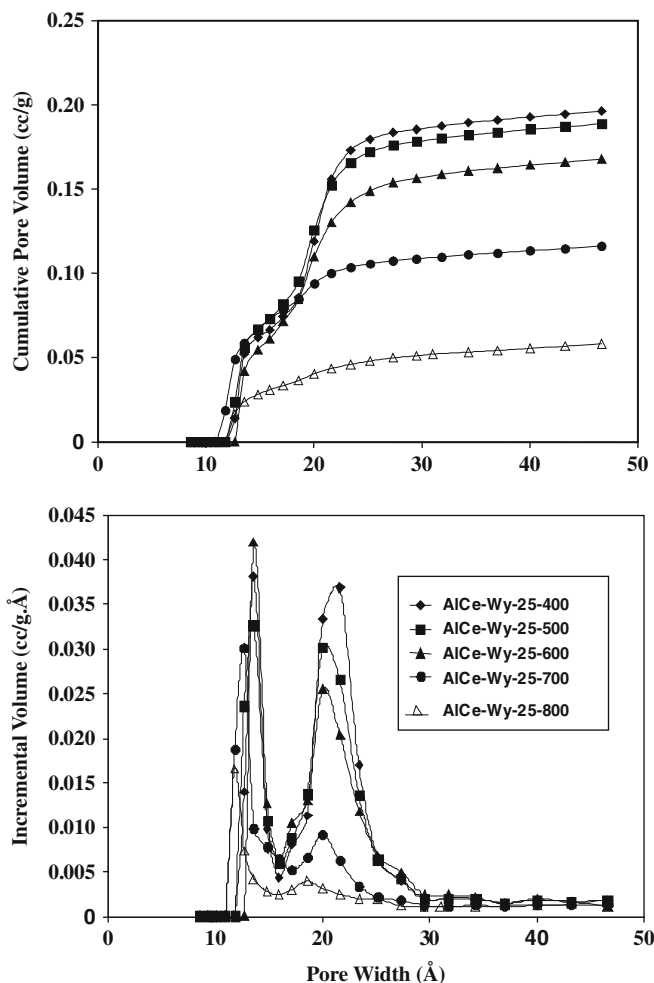 0.25
0.20
0.15
0.10
0.05
0
0 10 20 30 40 50
Cumulative Pore Volume (cc/g)
0.045
0.040
0.035
0.030
0.025
0.020
0.015
0.010
0.005
0
0 10 20 30 40 50
Incremental Volume (cc/g.Å)
Pore Width (Å)
AlCe-Wy-25-400
AlCe-Wy-25-500
AlCe-Wy-25-600
AlCe-Wy-25-700
AlCe-Wy-25-800